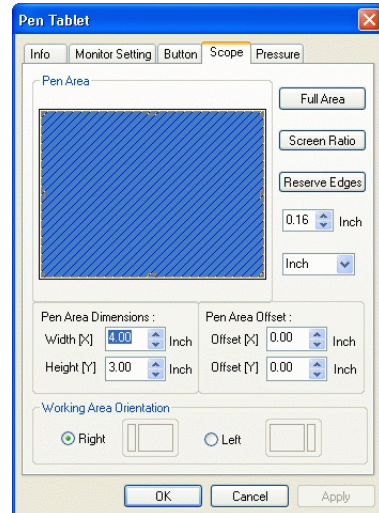 Pen Tablet
Info Monitor Setting Button Scope Pressure
Pen Area
Full Area
Screen Ratio
Reserve Edges
0.16 Inch
Inch
Pen Area Dimensions : Pen Area Offset :
Width [X] 4.00 Inch Offset [X] 0.00 Inch
Height [Y] 3.00 Inch Offset [Y] 0.00 Inch
Working Area Orientation
Right Left
OK Cancel Apply